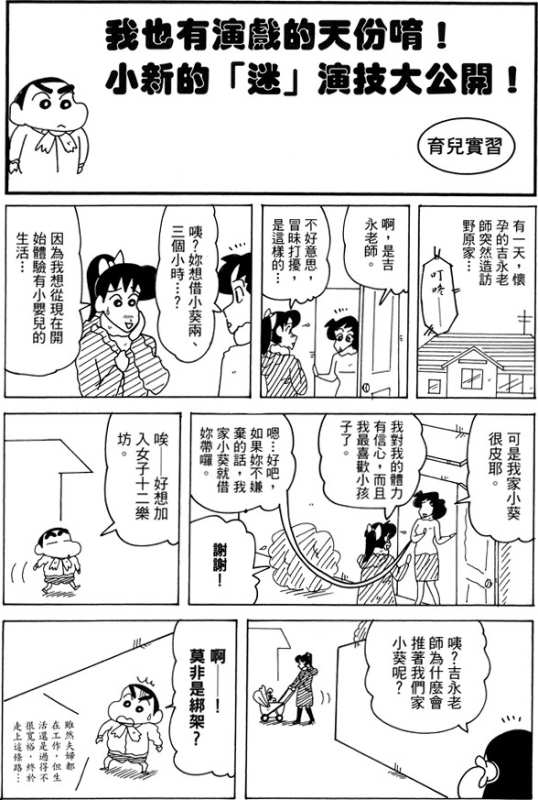 我也有演戲的天份唷！
小新的「迷」演技大公開！
育兒實習
有一天，懷
孕的吉永老
師突然造訪
野原家…
叮咚—
啊，是吉
永老師。
不好意思，
冒昧打擾，
是這樣的…
咦？妳想借小葵兩、
三個小時…？
因為我想從現在開
始體驗有小嬰兒的
生活…
可是我家小葵
很皮耶。
我對我的體力
有信心，而且
我最喜歡小孩
子了。
嗯…好吧，
如果妳不嫌
棄的話，我
家小葵就借
妳帶囉。
謝謝！
唉——好想加
入女子十二樂
坊。
咦？吉永老
師為什麼會
推著我們家
小葵呢？
啊——！
莫非是綁架？
雖然夫婦都
在工作，但生
活還是過得不
很寬裕，終於
走上這條路…